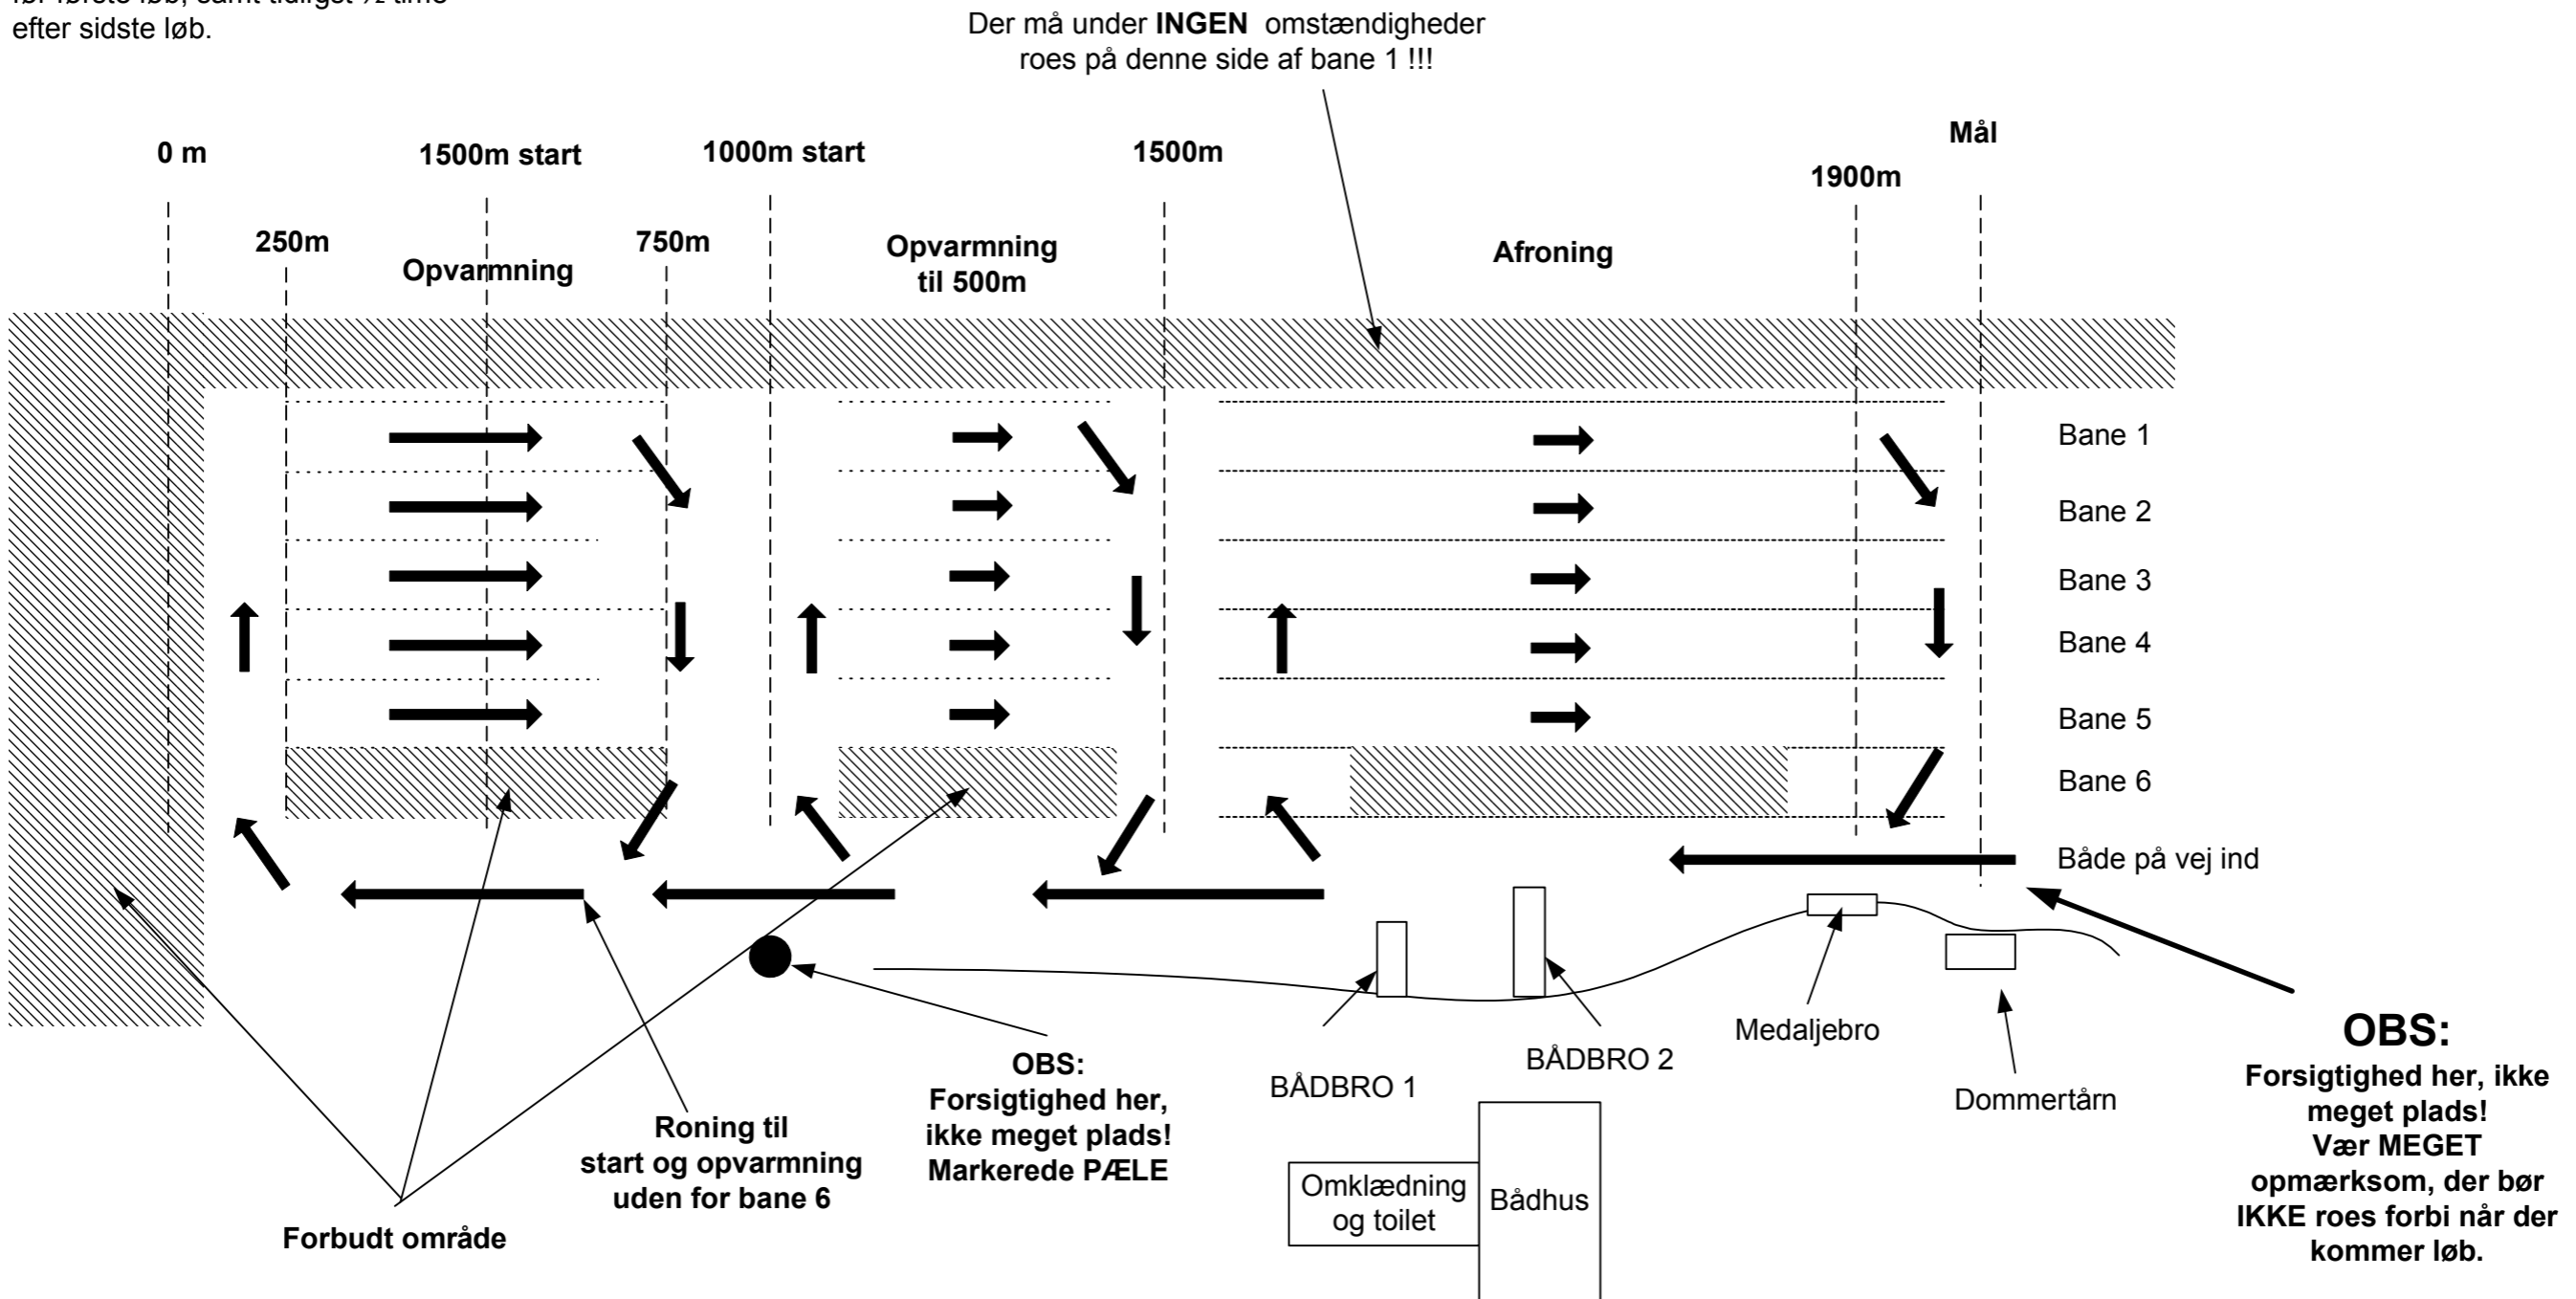 efter sidste løb.
Der må under INGEN omstændigheder
roes på denne side af bane 1 !!!
Mål
0 m
1500m start
1000m start
1500m
1900m
250m
750m
Opvarmning
Opvarmning
til 500m
Afroning
Bane 1
Bane 2
Bane 3
Bane 4
Bane 5
Bane 6
Både på vej ind
Medaljebro
BÅDBRO 2
BÅDBRO 1
Dommertårn
OBS:
Forsigtighed her, ikke
meget plads!
Vær MEGET
opmærksom, der bør
IKKE roes forbi når der
kommer løb.
OBS:
Forsigtighed her,
ikke meget plads!
Markerede PÆLE
Roning til
start og opvarmning
uden for bane 6
Forbudt område
Omklædning
og toilet
Bådhus